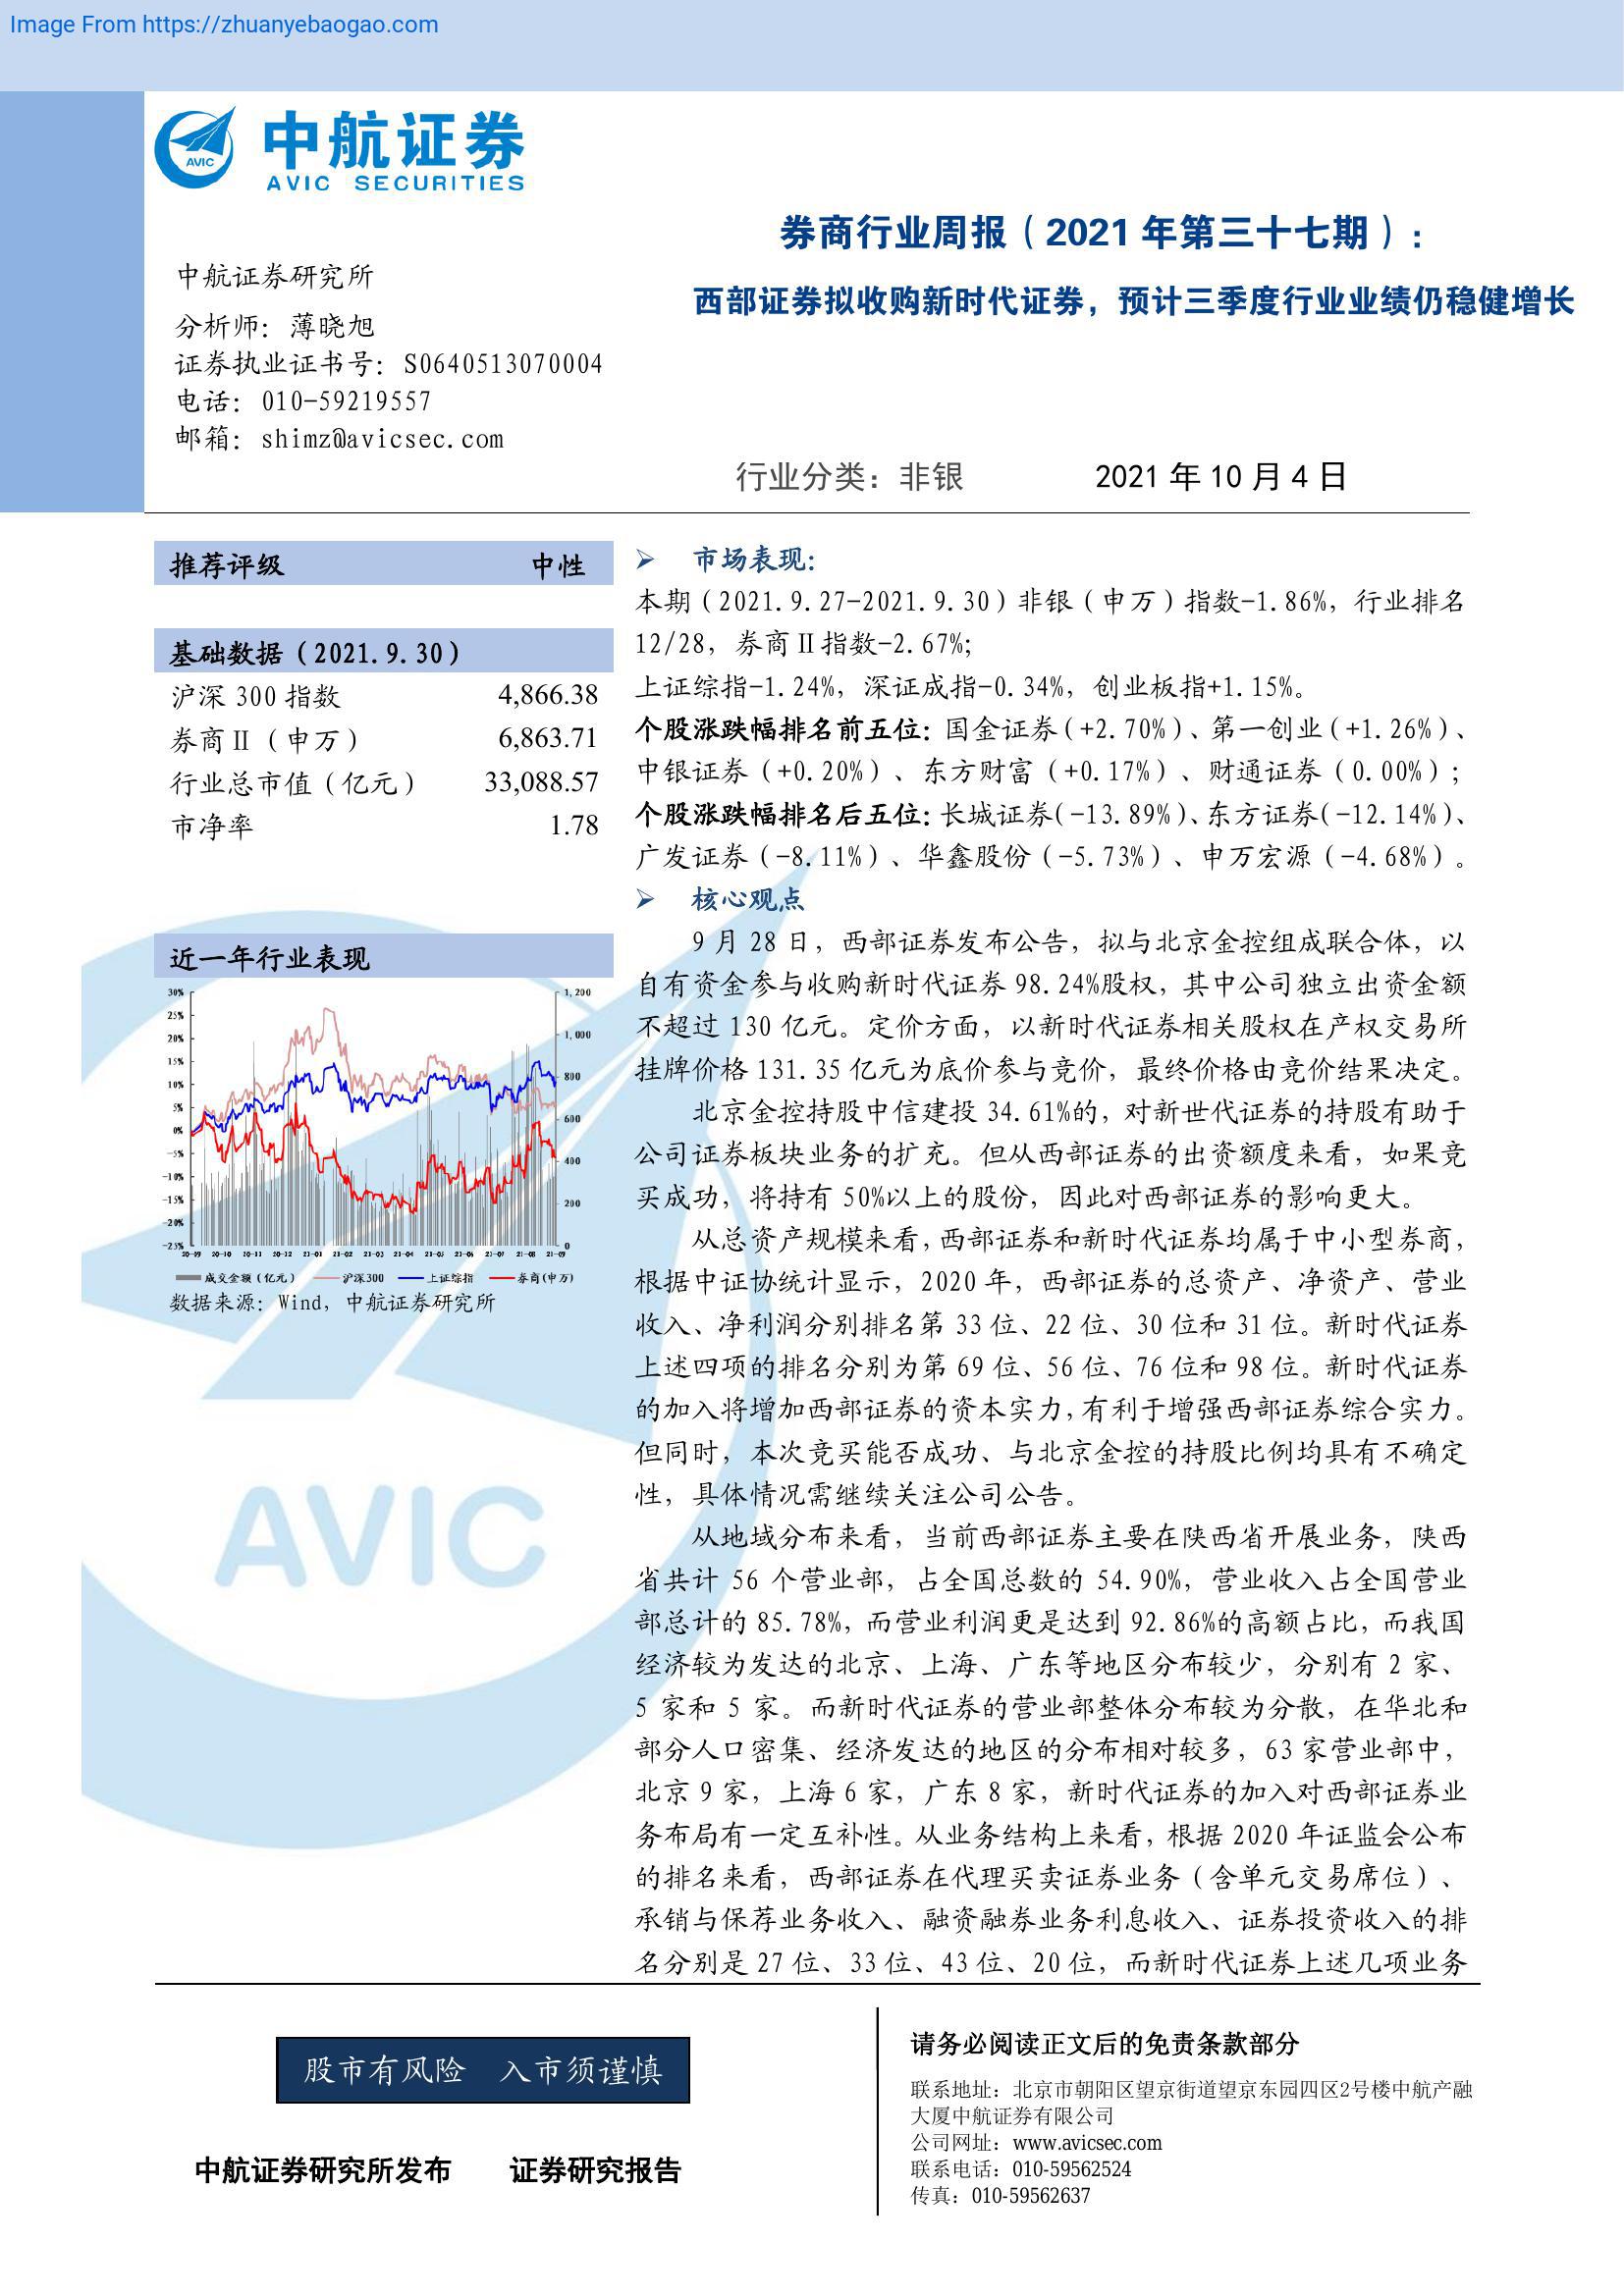 Image From https://zhuanyebaogao.com
AVIC
中航证券
AVIC SECURITIES
券商行业周报（2021 年第三十七期）:
西部证券拟收购新时代证券，预计三季度行业业绩仍稳健增长
中航证券研究所
分析师：薄晓旭
证券执业证书号：S0640513070004
电话：010-59219557
邮箱：shimz@avicsec.com
行业分类：非银 2021 年 10 月 4 日
推荐评级 中性
基础数据（2021.9.30）
沪深 300 指数 4,866.38
券商Ⅱ（申万） 6,863.71
行业总市值（亿元） 33,088.57
市净率 1.78
近一年行业表现
30% 1,200
25%
20% 1,000
15%
10% 800
5%
0% 600
-5%
-10% 400
-15%
-20% 200
-25% 0
20-09 20-10 20-11 20-12 21-01 21-02 21-03 21-04 21-05 21-06 21-07 21-08 21-09
成交金额（亿元） 沪深300 上证综指 券商(申万)
数据来源：Wind，中航证券研究所
AVIC
➢ 市场表现：
本期（2021.9.27-2021.9.30）非银（申万）指数-1.86%，行业排名
12/28，券商Ⅱ指数-2.67%;
上证综指-1.24%，深证成指-0.34%，创业板指+1.15%。
个股涨跌幅排名前五位：国金证券(+2.70%)、第一创业(+1.26%)、
中银证券（+0.20%）、东方财富（+0.17%）、财通证券（0.00%）;
个股涨跌幅排名后五位：长城证券(-13.89%)、东方证券(-12.14%)、
广发证券（-8.11%）、华鑫股份（-5.73%）、申万宏源（-4.68%）。
➢ 核心观点
9 月 28 日，西部证券发布公告，拟与北京金控组成联合体，以
自有资金参与收购新时代证券 98.24%股权，其中公司独立出资金额
不超过 130 亿元。定价方面，以新时代证券相关股权在产权交易所
挂牌价格 131.35 亿元为底价参与竞价，最终价格由竞价结果决定。
北京金控持股中信建投 34.61%的，对新世代证券的持股有助于
公司证券板块业务的扩充。但从西部证券的出资额度来看，如果竞
买成功，将持有 50%以上的股份，因此对西部证券的影响更大。
从总资产规模来看，西部证券和新时代证券均属于中小型券商，
根据中证协统计显示，2020 年，西部证券的总资产、净资产、营业
收入、净利润分别排名第 33 位、22 位、30 位和 31 位。新时代证券
上述四项的排名分别为第 69 位、56 位、76 位和 98 位。新时代证券
的加入将增加西部证券的资本实力，有利于增强西部证券综合实力。
但同时，本次竞买能否成功、与北京金控的持股比例均具有不确定
性，具体情况需继续关注公司公告。
从地域分布来看，当前西部证券主要在陕西省开展业务，陕西
省共计 56 个营业部，占全国总数的 54.90%，营业收入占全国营业
部总计的 85.78%，而营业利润更是达到 92.86%的高额占比，而我国
经济较为发达的北京、上海、广东等地区分布较少，分别有 2 家、
5 家和 5 家。而新时代证券的营业部整体分布较为分散，在华北和
部分人口密集、经济发达的地区的分布相对较多，63 家营业部中，
北京 9 家，上海 6 家，广东 8 家，新时代证券的加入对西部证券业
务布局有一定互补性。从业务结构上来看，根据 2020 年证监会公布
的排名来看，西部证券在代理买卖证券业务（含单元交易席位）、
承销与保荐业务收入、融资融券业务利息收入、证券投资收入的排
名分别是 27 位、33 位、43 位、20 位，而新时代证券上述几项业务
股市有风险 入市须谨慎
中航证券研究所发布 证券研究报告
请务必阅读正文后的免责条款部分
联系地址：北京市朝阳区望京街道望京东园四区2号楼中航产融
大厦中航证券有限公司
公司网址：www.avicsec.com
联系电话：010-59562524
传真：010-59562637